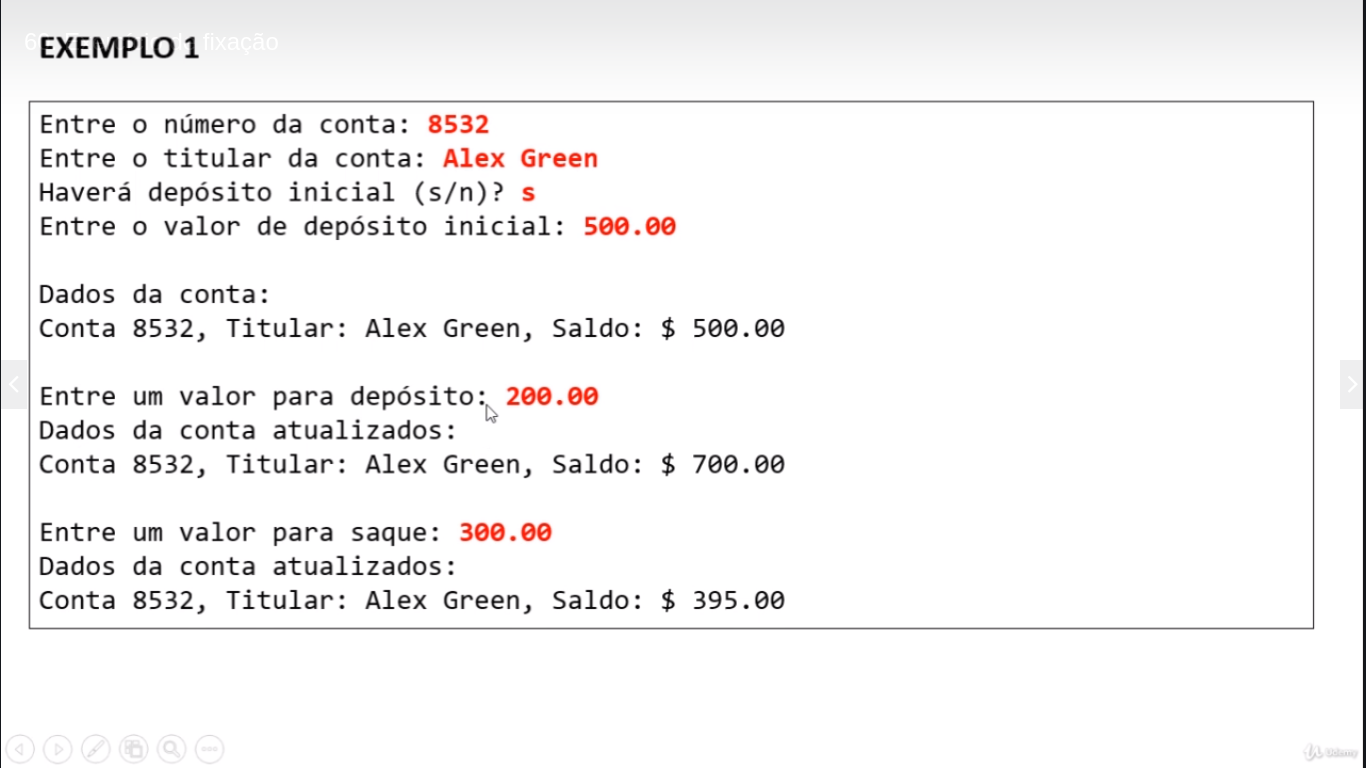 6 fixação
EXEMPLO 1
Entre o número da conta: 8532
Entre o titular da conta: Alex Green
Haverá depósito inicial (s/n)? s
Entre o valor de depósito inicial: 500.00
Dados da conta:
Conta 8532, Titular: Alex Green, Saldo: $ 500.00
Entre um valor para depósito: 200.00
Dados da conta atualizados:
Conta 8532, Titular: Alex Green, Saldo: $ 700.00
Entre um valor para saque: 300.00
Dados da conta atualizados:
Conta 8532, Titular: Alex Green, Saldo: $ 395.00
Udemy